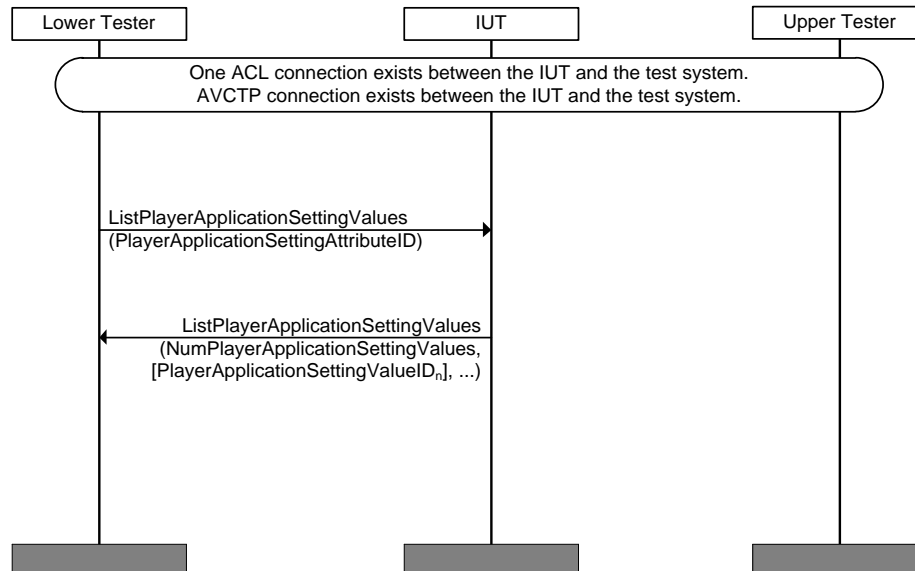 Lower Tester
IUT
Upper Tester
One ACL connection exists between the IUT and the test system.
AVCTP connection exists between the IUT and the test system.
ListPlayerApplicationSettingValues
(PlayerApplicationSettingAttributeID)
ListPlayerApplicationSettingValues
(NumPlayerApplicationSettingValues,
[PlayerApplicationSettingValueIDₙ], ...)